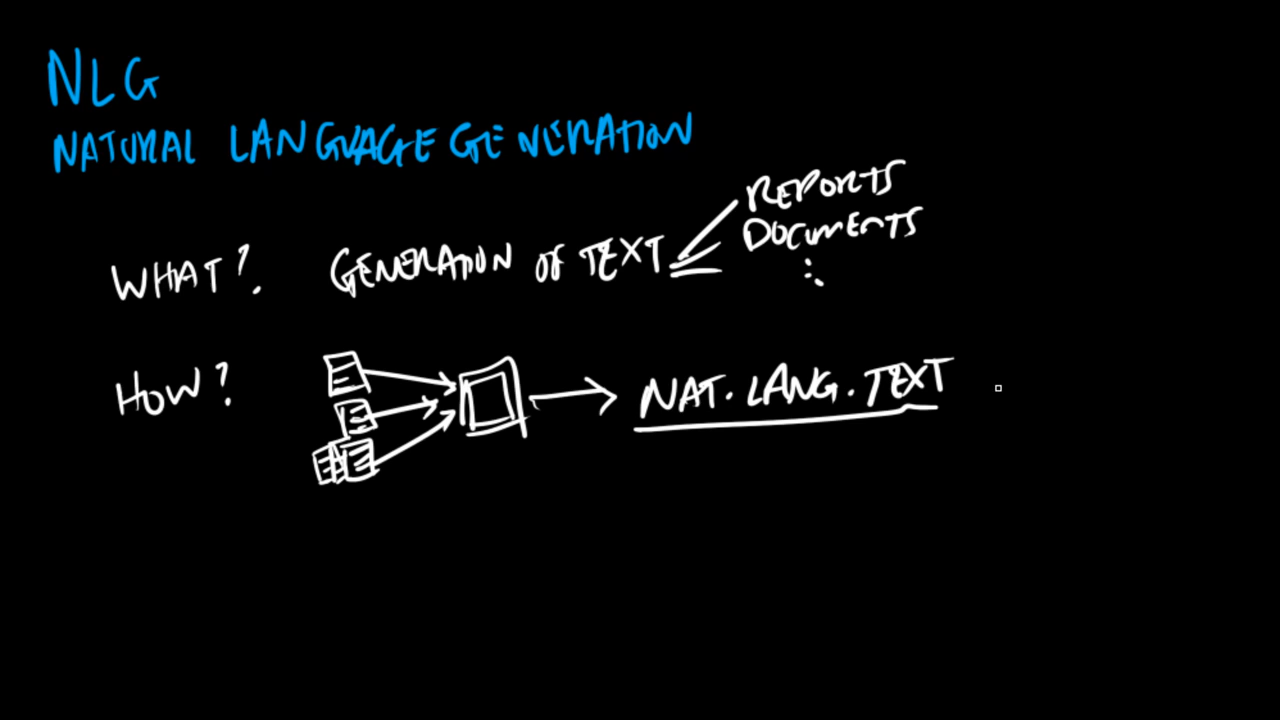 NLG
NATURAL LANGUAGE GENERATION
WHAT? GENERATION OF TEXT
REPORTS
DOCUMENTS
HOW? NAT. LANG. TEXT